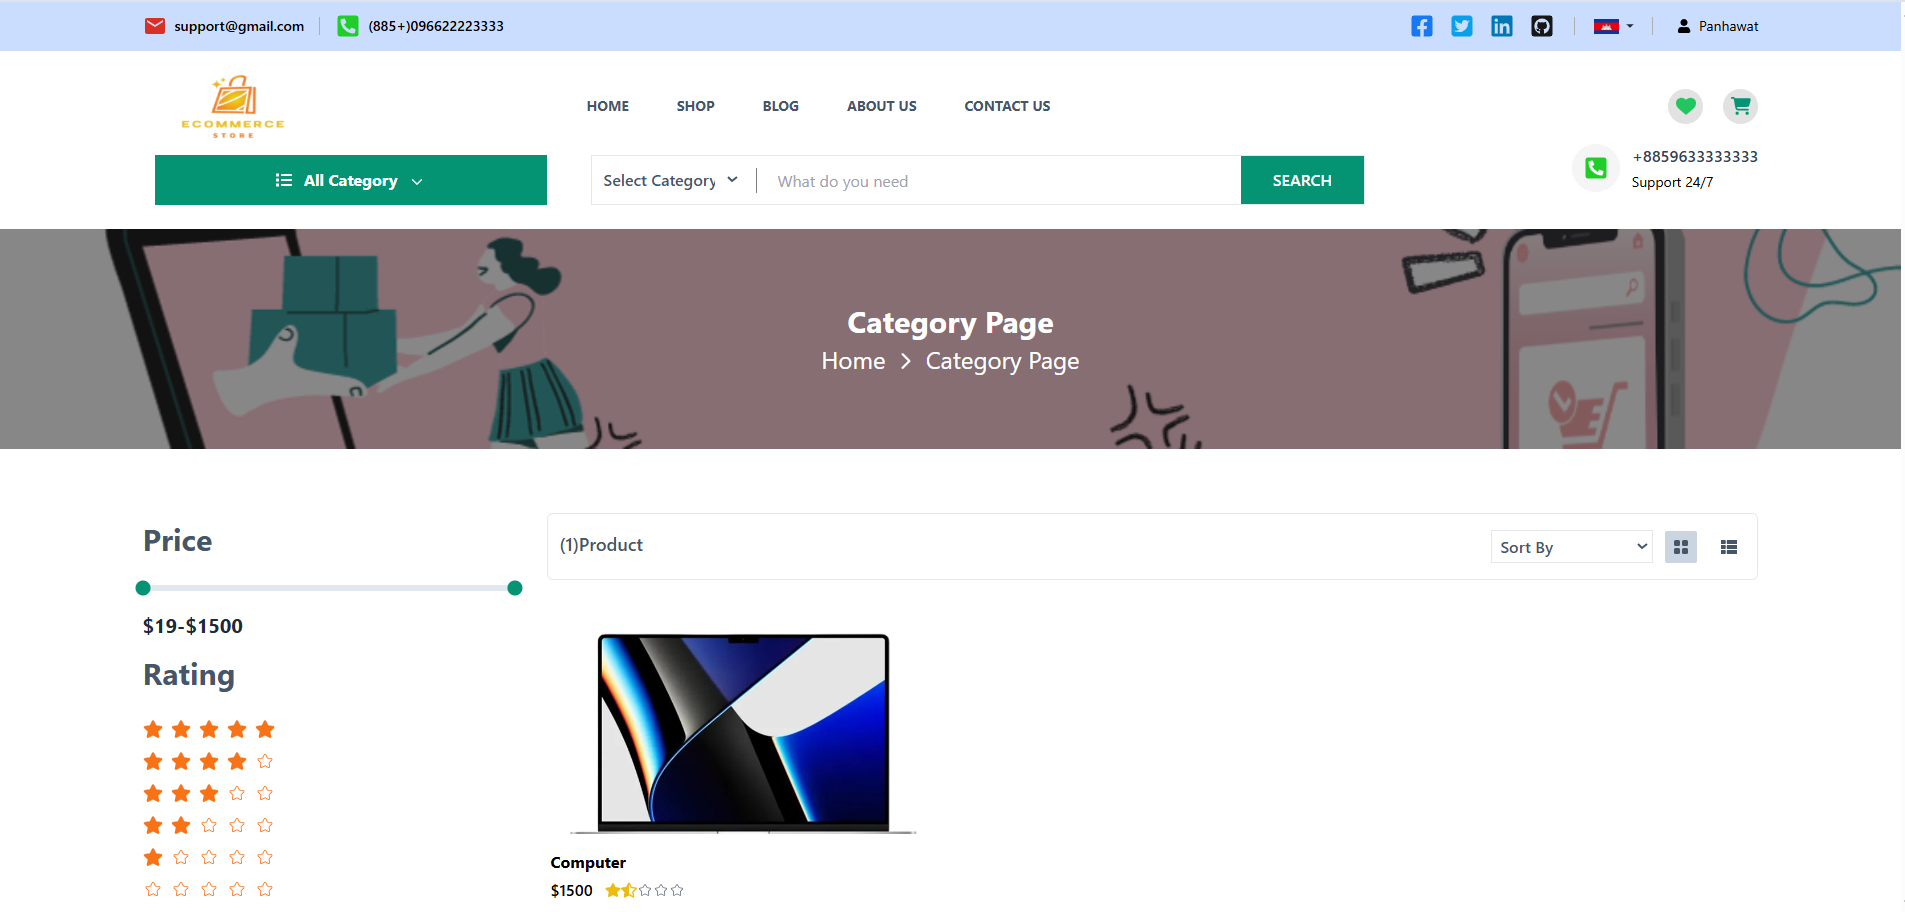 support@gmail.com
(885+)096622223333
Panhawat
ECOMMERCE
STORE
HOME
SHOP
BLOG
ABOUT US
CONTACT US
All Category
Select Category
What do you need
SEARCH
+8859633333333
Support 24/7
Category Page
Home
Category Page
Price
$19-$1500
Rating
(1)Product
Sort By
Computer
$1500